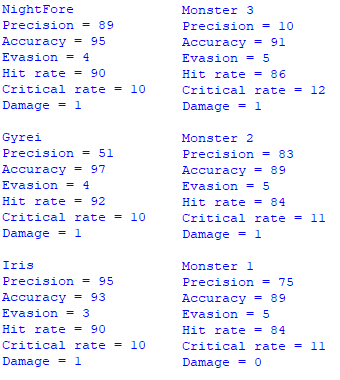 NightFore
Precision = 89
Accuracy = 95
Evasion = 4
Hit rate = 90
Critical rate = 10
Damage = 1
Monster 3
Precision = 10
Accuracy = 91
Evasion = 5
Hit rate = 86
Critical rate = 12
Damage = 1
Gyrei
Precision = 51
Accuracy = 97
Evasion = 4
Hit rate = 92
Critical rate = 10
Damage = 1
Monster 2
Precision = 83
Accuracy = 89
Evasion = 5
Hit rate = 84
Critical rate = 11
Damage = 1
Iris
Precision = 95
Accuracy = 93
Evasion = 3
Hit rate = 90
Critical rate = 10
Damage = 1
Monster 1
Precision = 75
Accuracy = 89
Evasion = 5
Hit rate = 84
Critical rate = 11
Damage = 0